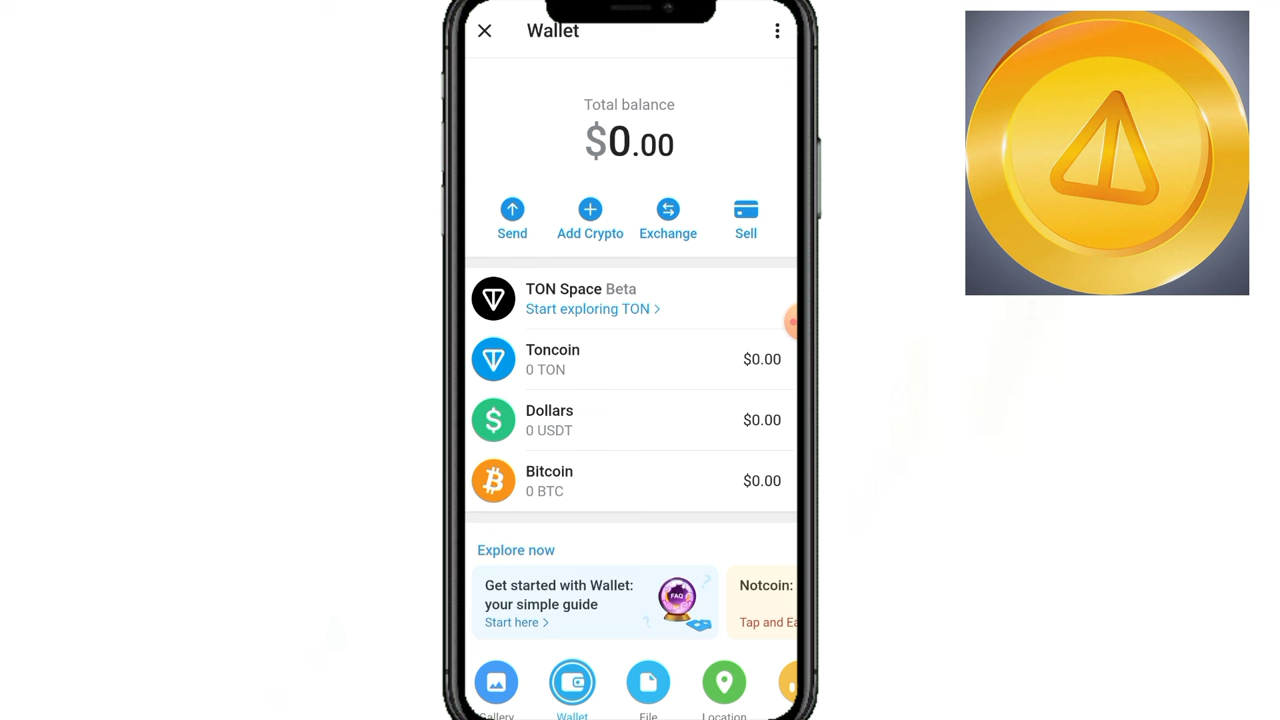 Wallet
Total balance
$0.00
Send
Add Crypto
Exchange
Sell
TON Space Beta
Start exploring TON >
Toncoin
0 TON
$0.00
Dollars
0 USDT
$0.00
Bitcoin
0 BTC
$0.00
Explore now
Get started with Wallet:
your simple guide
Start here >
FAQ
Notcoin:
Tap and Ea
Gallery
Wallet
File
Location